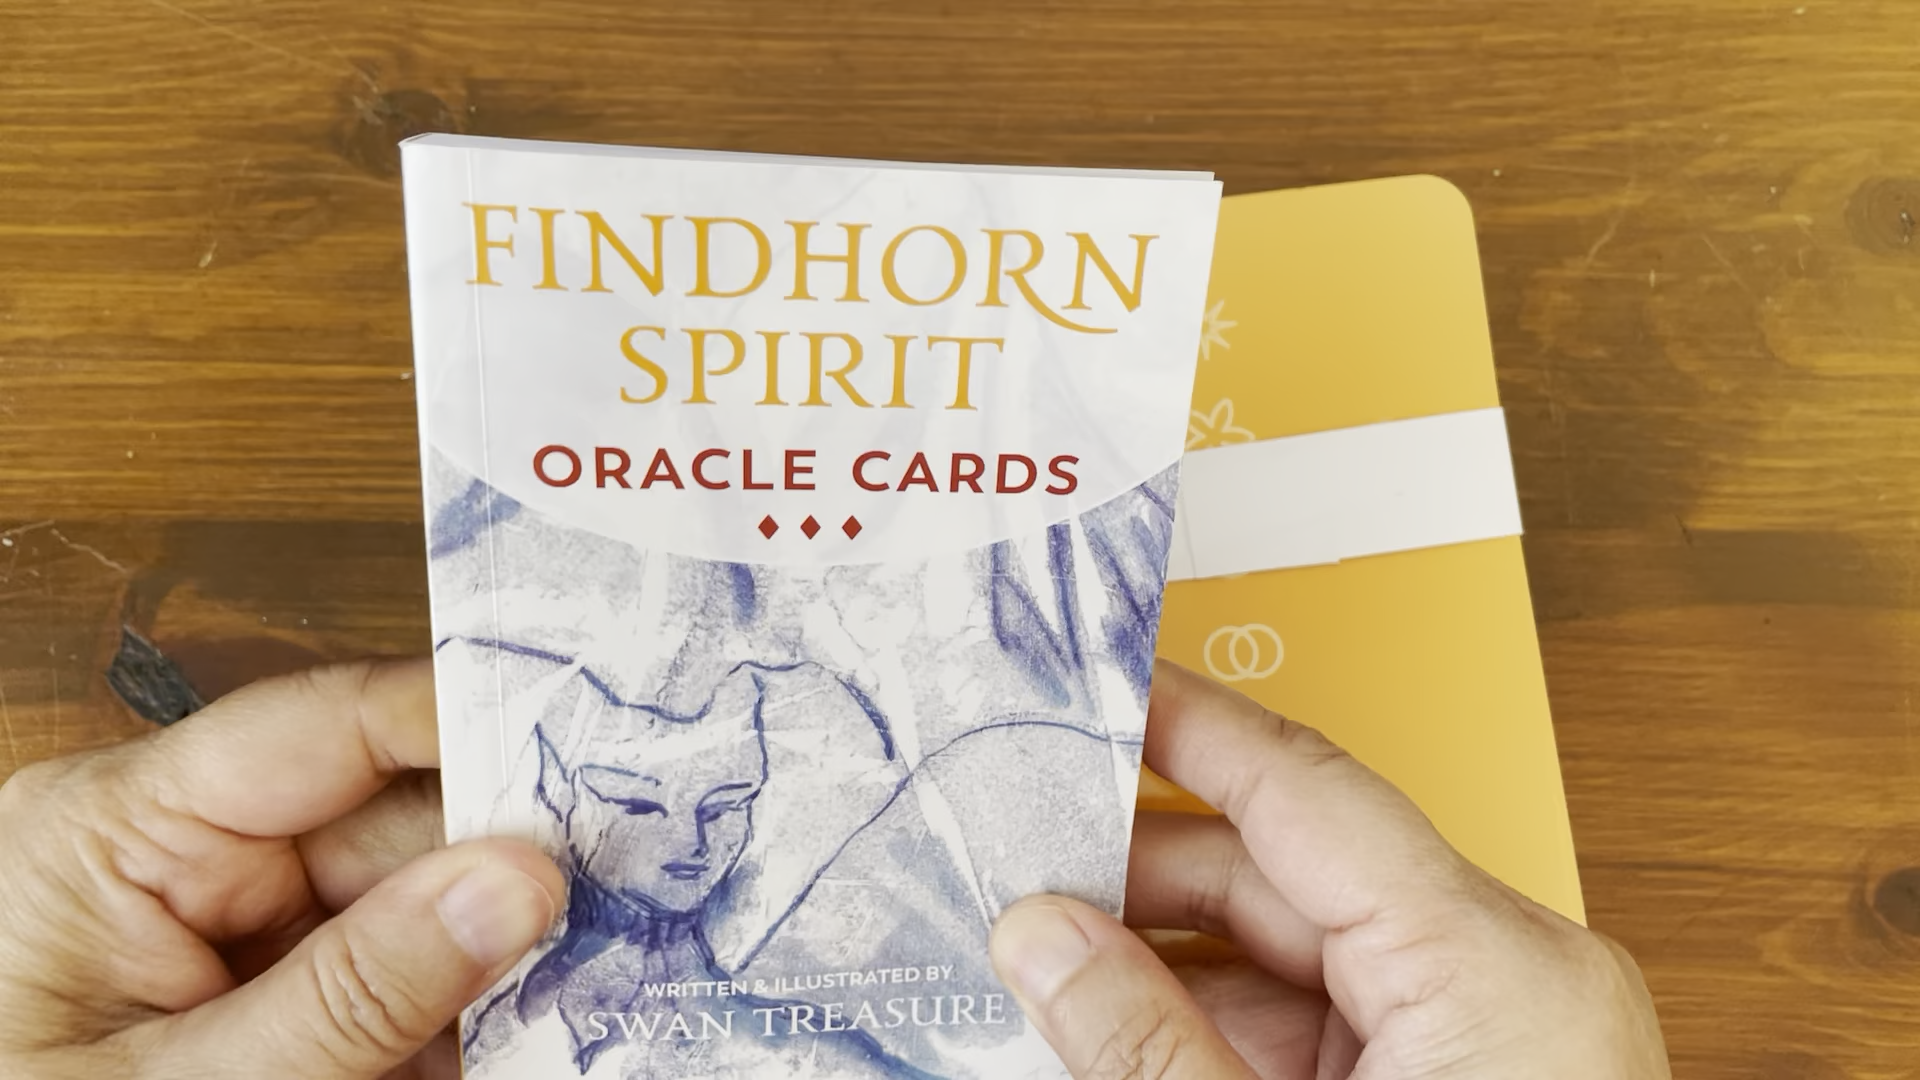 FINDHORN
SPIRIT
ORACLE CARDS
WRITTEN & ILLUSTRATED BY
SWAN TREASURE